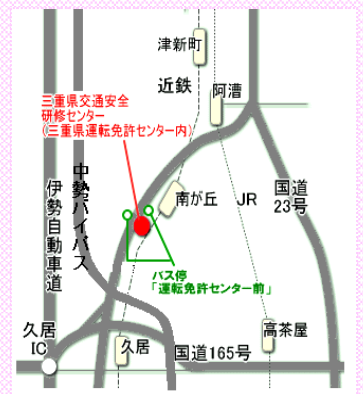 津新町
近鉄
阿漕
三重県交通安全
研修センター
(三重県運転免許センター内)
中勢バイパス
伊勢自動車道
南が丘
JR
国道
23号
バス停
「運転免許センター前」
久居
IC
久居
国道165号
高茶屋